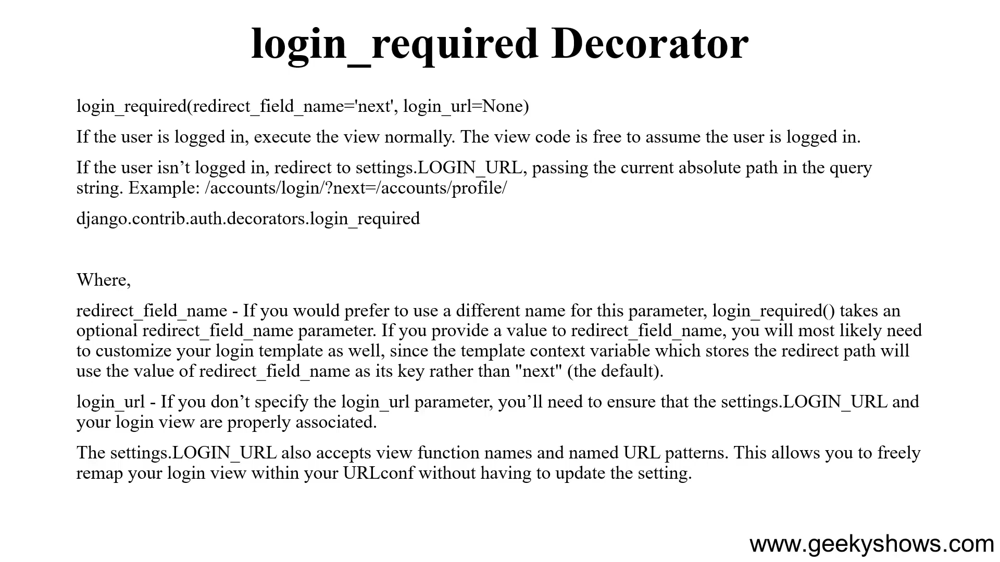 login_required Decorator
login_required(redirect_field_name='next', login_url=None)
If the user is logged in, execute the view normally. The view code is free to assume the user is logged in.
If the user isn’t logged in, redirect to settings.LOGIN_URL, passing the current absolute path in the query
string. Example: /accounts/login/?next=/accounts/profile/
django.contrib.auth.decorators.login_required
Where,
redirect_field_name - If you would prefer to use a different name for this parameter, login_required() takes an
optional redirect_field_name parameter. If you provide a value to redirect_field_name, you will most likely need
to customize your login template as well, since the template context variable which stores the redirect path will
use the value of redirect_field_name as its key rather than "next" (the default).
login_url - If you don’t specify the login_url parameter, you’ll need to ensure that the settings.LOGIN_URL and
your login view are properly associated.
The settings.LOGIN_URL also accepts view function names and named URL patterns. This allows you to freely
remap your login view within your URLconf without having to update the setting.
www.geekyshows.com